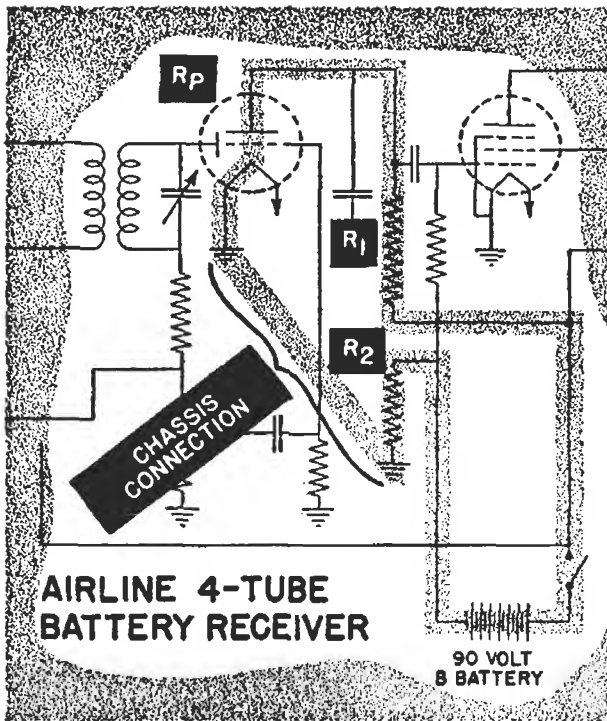 RP
R1
R2
CHASSIS
CONNECTION
AIRLINE 4-TUBE
BATTERY RECEIVER
90 VOLT
B BATTERY